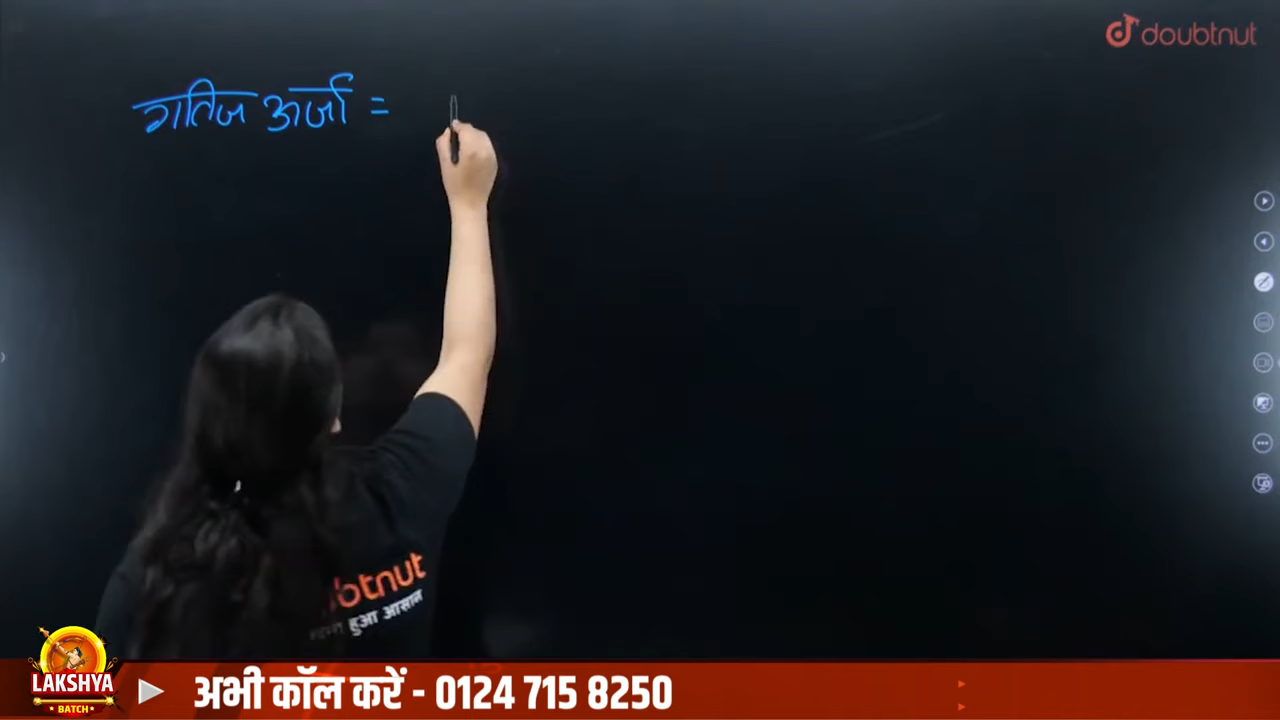 doubtnut
गतिज ऊर्जा =
btnut
हुआ आसान
LAKSHYA
BATCH
अभी कॉल करें - 0124 715 8250